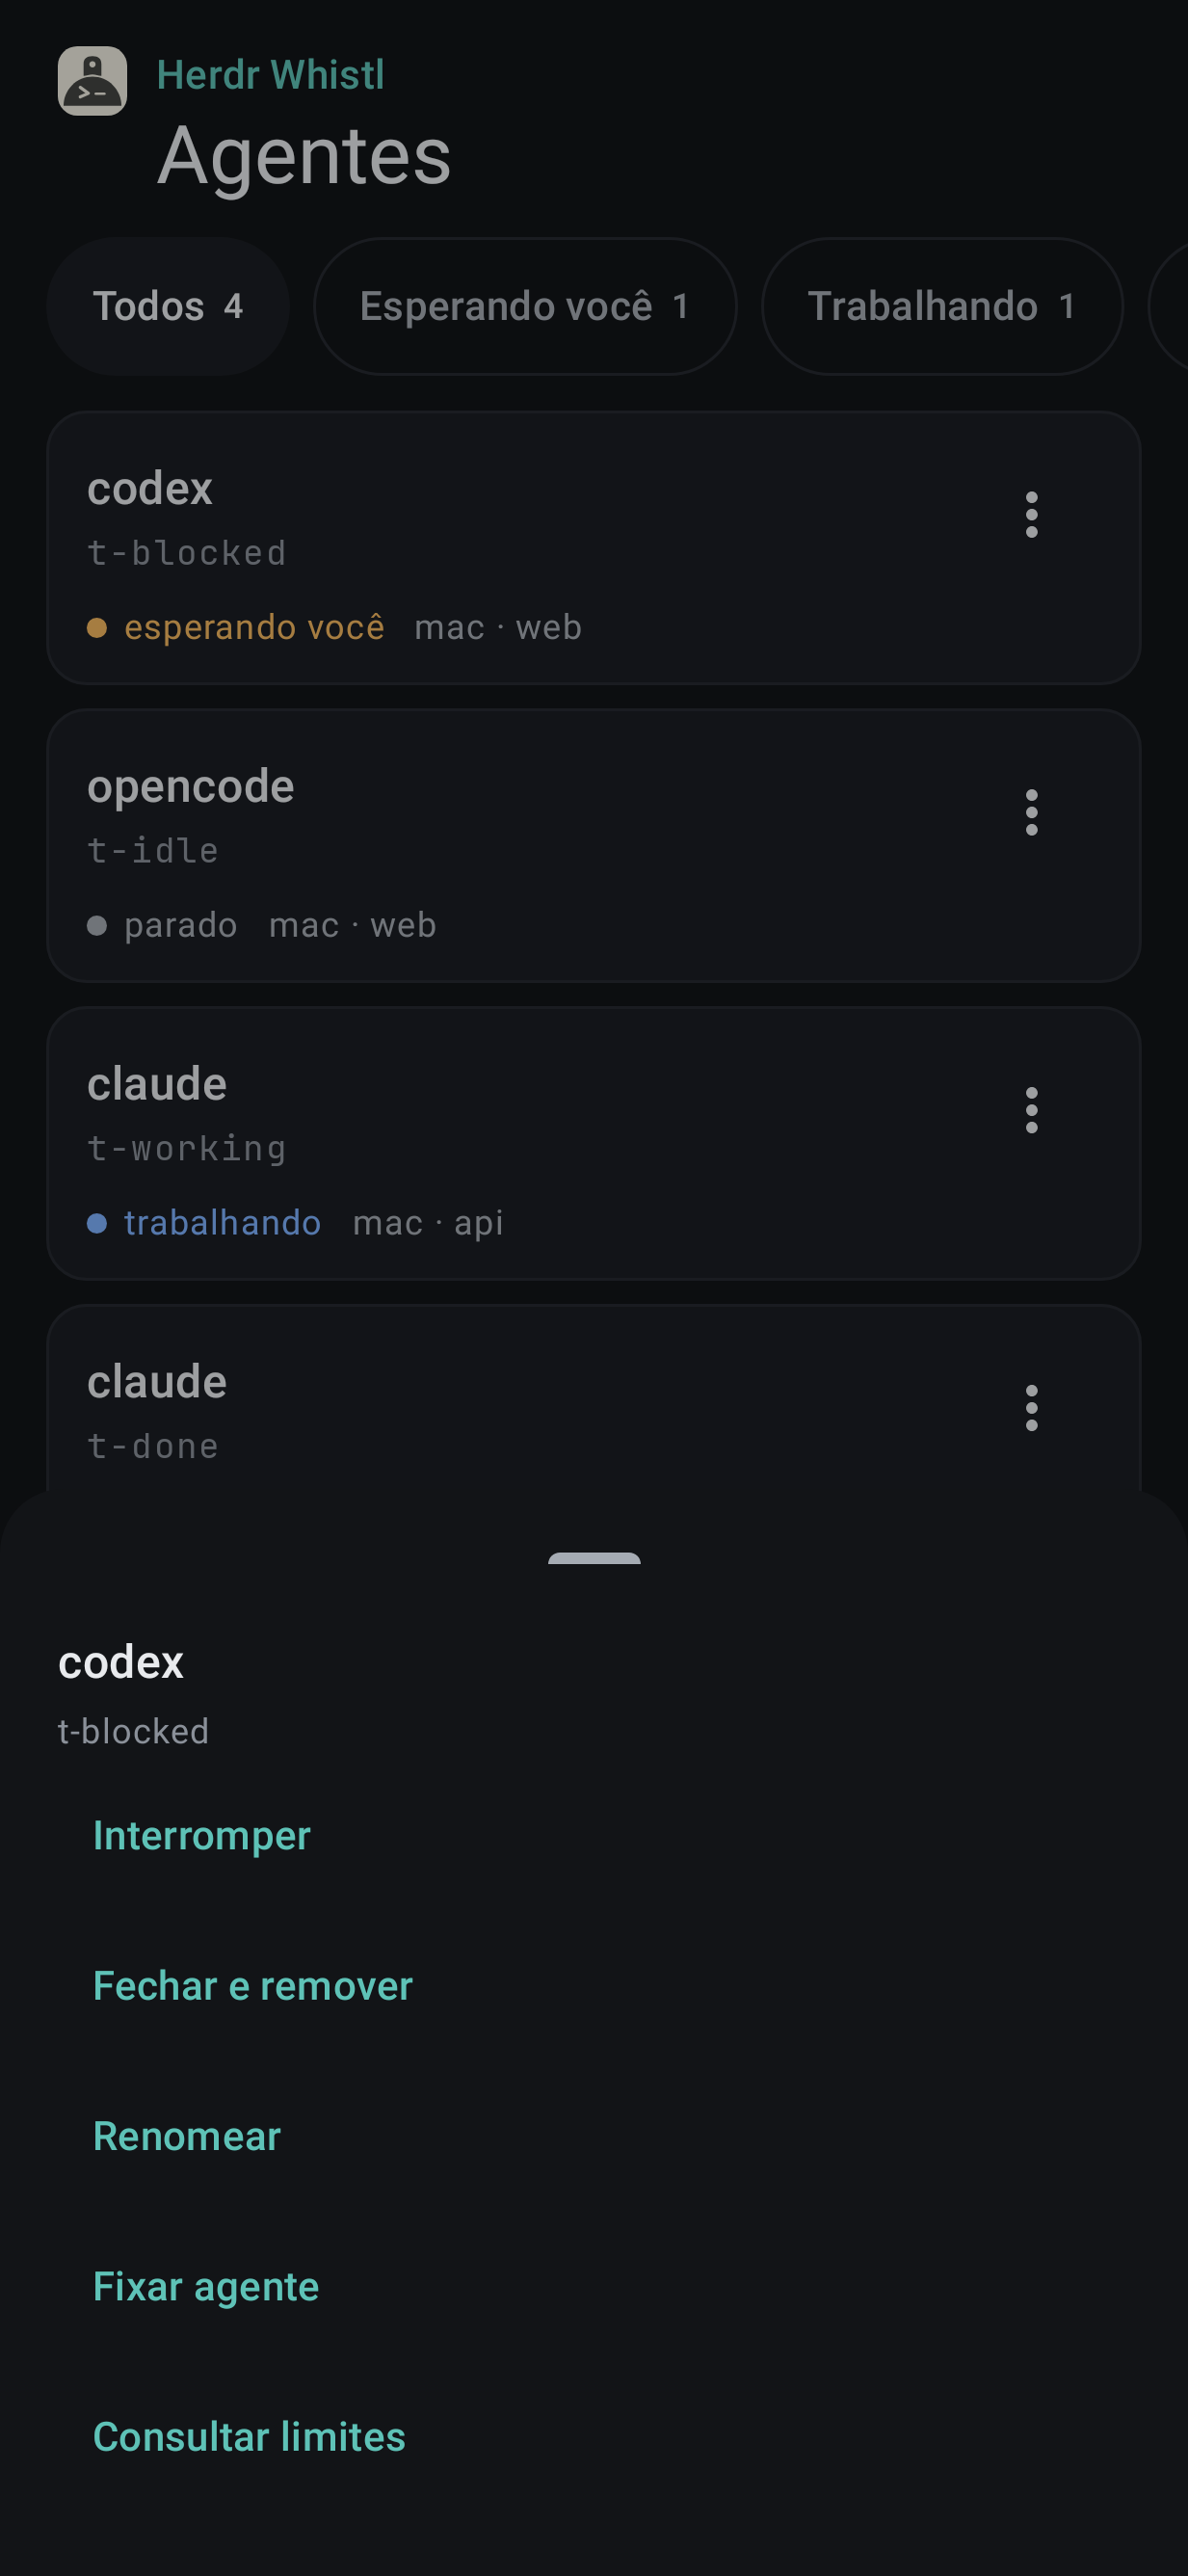 Herdr Whistl
Agentes
Todos 4 Esperando você 1 Trabalhando 1
codex
t-blocked
esperando você mac · web
opencode
t-idle
parado mac · web
claude
t-working
trabalhando mac · api
claude
t-done
codex
t-blocked
Interromper
Fechar e remover
Renomear
Fixar agente
Consultar limites